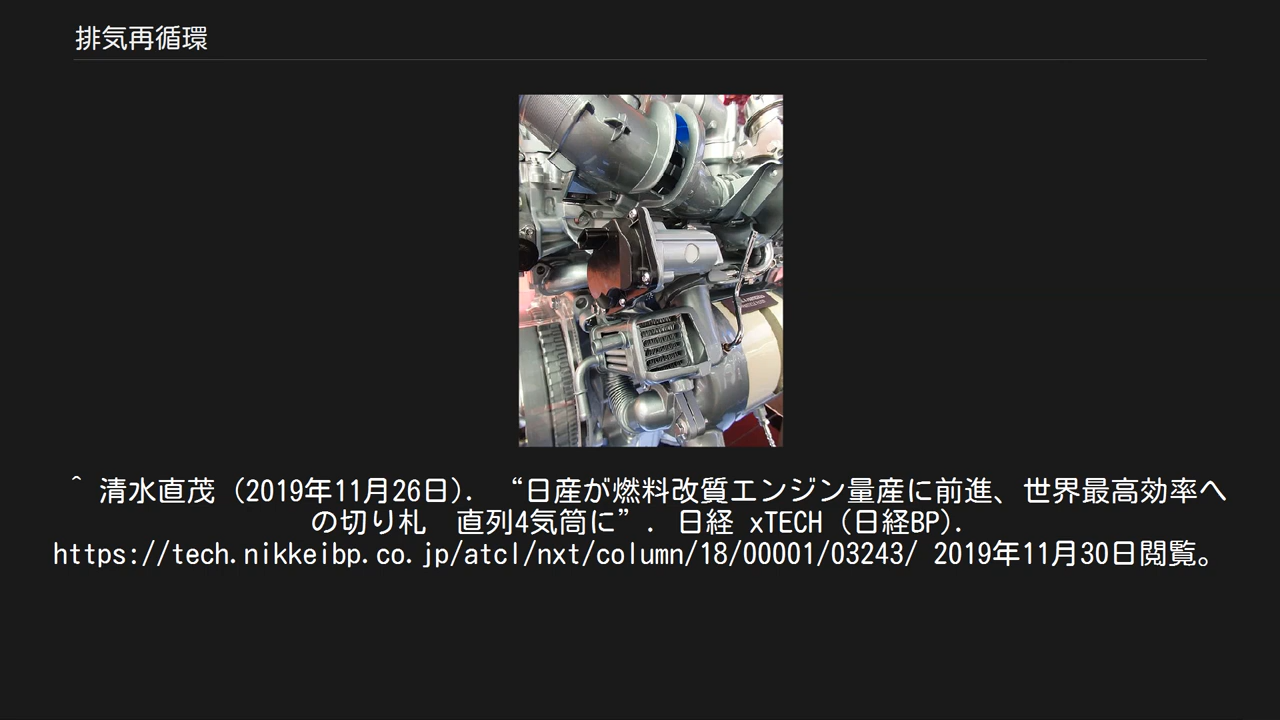 排気再循環
^ 清水直茂 (2019年11月26日). “日産が燃料改質エンジン量産に前進、世界最高効率へ
の切り札　直列4気筒に”. 日経 xTECH (日経BP).
https://tech.nikkeibp.co.jp/atcl/nxt/column/18/00001/03243/ 2019年11月30日閲覧。